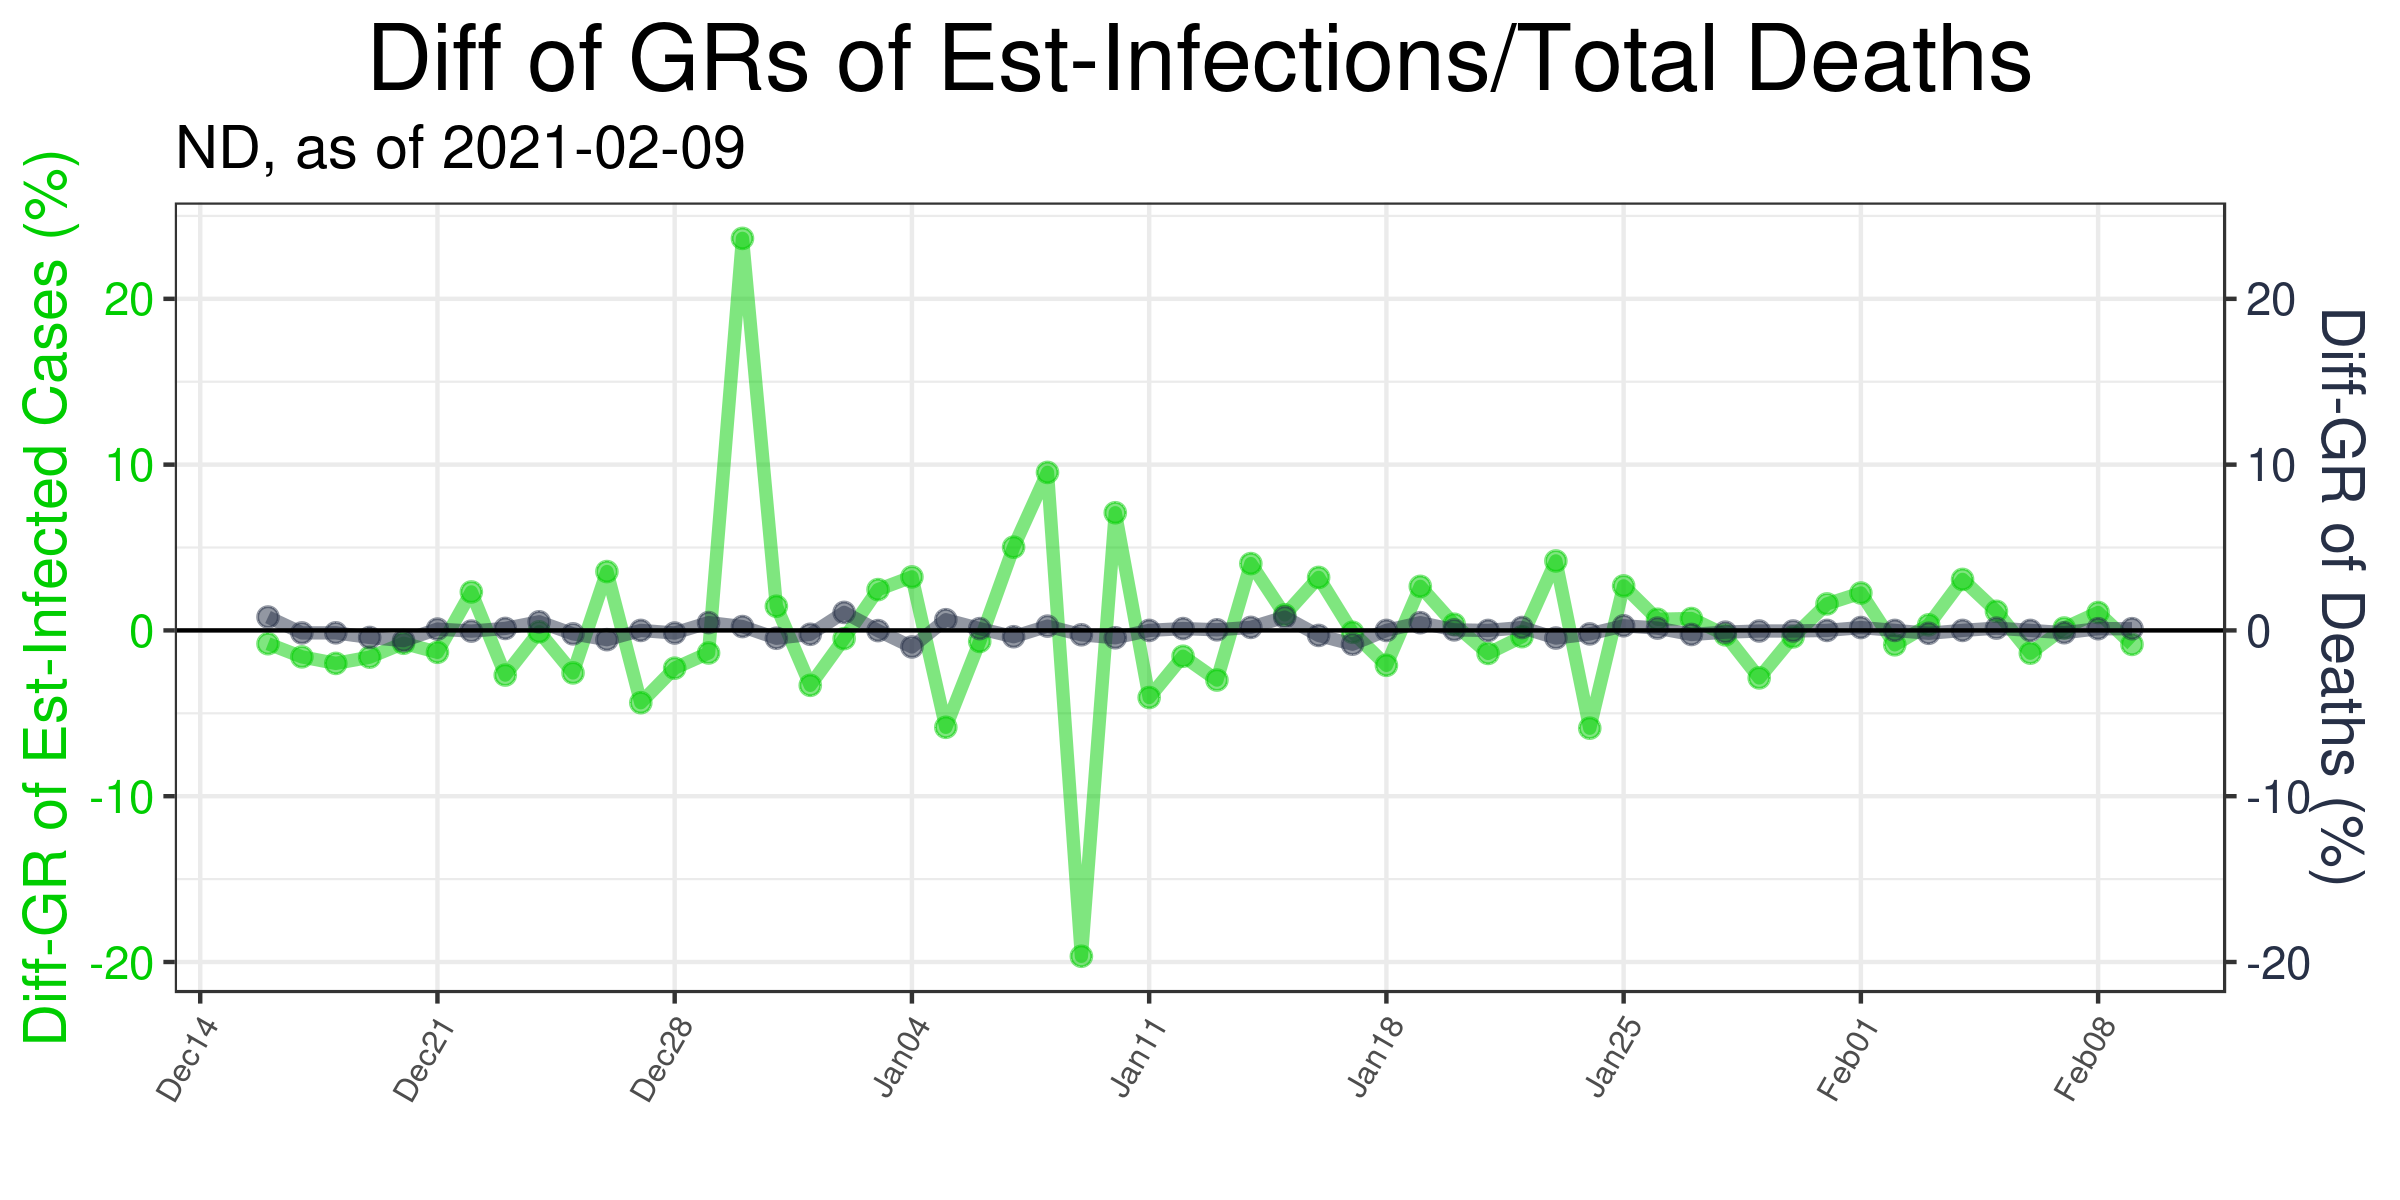 Diff of GRs of Est-Infections/Total Deaths
ND, as of 2021-02-09
Diff-GR of Est-Infected Cases (%)
20
10
0
-10
-20
20
10
0
-10
-20
Diff-GR of Deaths (%)
Dec14
Dec21
Dec28
Jan04
Jan11
Jan18
Jan25
Feb01
Feb08